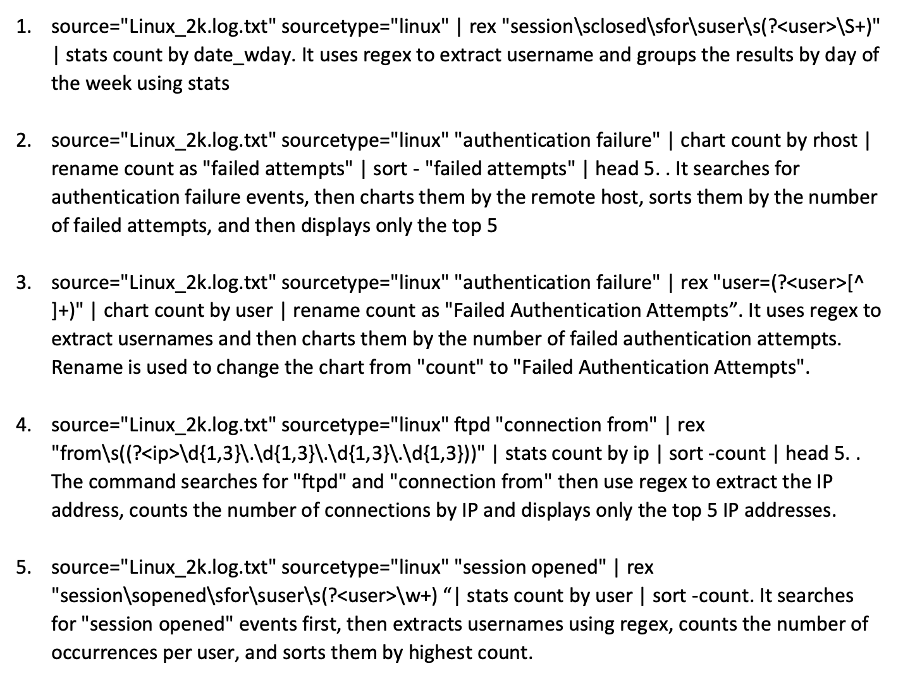 1. source="Linux_2k.log.txt" sourcetype="linux" | rex "session\sclosed\sfor\suser\s(?<user>\S+)"
| stats count by date_wday. It uses regex to extract username and groups the results by day of
the week using stats
2. source="Linux_2k.log.txt" sourcetype="linux" "authentication failure" | chart count by rhost |
rename count as "failed attempts" | sort - "failed attempts" | head 5. . It searches for
authentication failure events, then charts them by the remote host, sorts them by the number
of failed attempts, and then displays only the top 5
3. source="Linux_2k.log.txt" sourcetype="linux" "authentication failure" | rex "user=(?<user>[^
]+)" | chart count by user | rename count as "Failed Authentication Attempts”. It uses regex to
extract usernames and then charts them by the number of failed authentication attempts.
Rename is used to change the chart from "count" to "Failed Authentication Attempts".
4. source="Linux_2k.log.txt" sourcetype="linux" ftpd "connection from" | rex
"from\s((?<ip>\d{1,3}\.\d{1,3}\.\d{1,3}\.\d{1,3}))" | stats count by ip | sort -count | head 5. .
The command searches for "ftpd" and "connection from" then use regex to extract the IP
address, counts the number of connections by IP and displays only the top 5 IP addresses.
5. source="Linux_2k.log.txt" sourcetype="linux" "session opened" | rex
"session\sopened\sfor\suser\s(?<user>\w+) “| stats count by user | sort -count. It searches
for "session opened" events first, then extracts usernames using regex, counts the number of
occurrences per user, and sorts them by highest count.